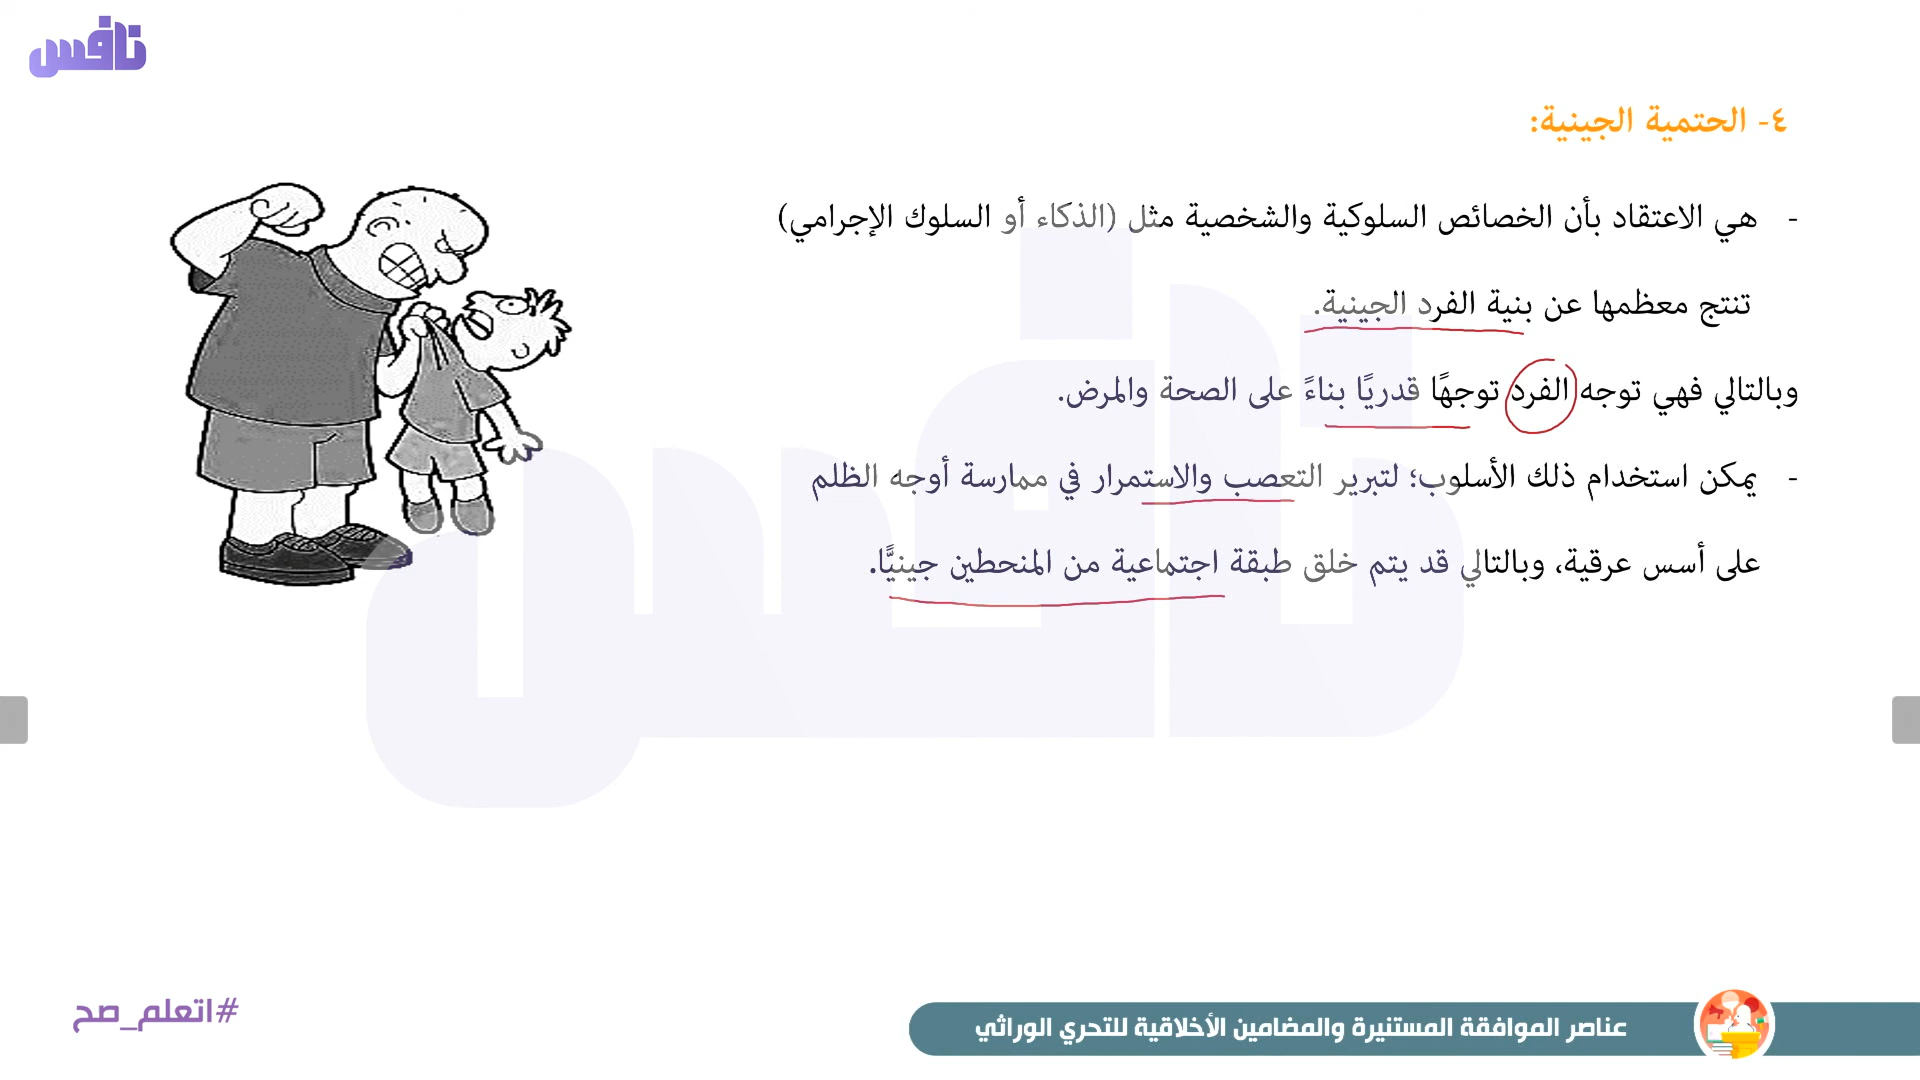 نافس
٤- الحتمية الجينية:
- هي الاعتقاد بأن الخصائص السلوكية والشخصية مثل (الذكاء أو السلوك الإجرامي)
تنتج معظمها عن بنية الفرد الجينية.
وبالتالي فهي توجه الفرد توجهًا قدريًا بناءً على الصحة والمرض.
- يمكن استخدام ذلك الأسلوب؛ لتبرير التعصب والاستمرار في ممارسة أوجه الظلم
على أسس عرقية، وبالتالي قد يتم خلق طبقة اجتماعية من المنحطين جينيًّا.
عناصر الموافقة المستنيرة والمضامين الأخلاقية للتحري الوراثي
#اتعلم_صح